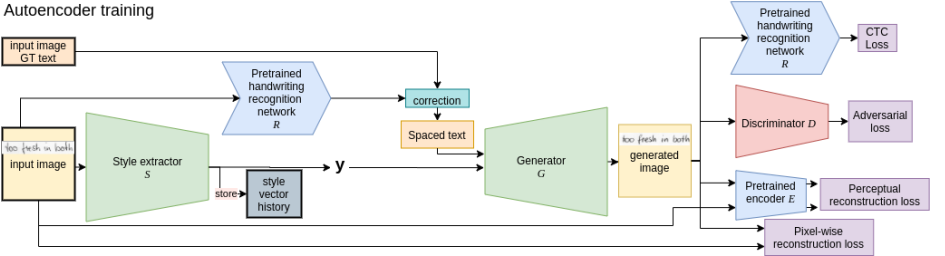 Autoencoder training
input image
GT text
Pretrained
handwriting
recognition
network
R
correction
Spaced text
too fresh in both
input image
Style extractor
S
y
store
style
vector
history
Generator
G
too fresh in both
generated
image
Pretrained
handwriting
recognition
network
R
CTC
Loss
Discriminator D
Adversarial
loss
Pretrained
encoder E
Perceptual
reconstruction loss
Pixel-wise
reconstruction loss